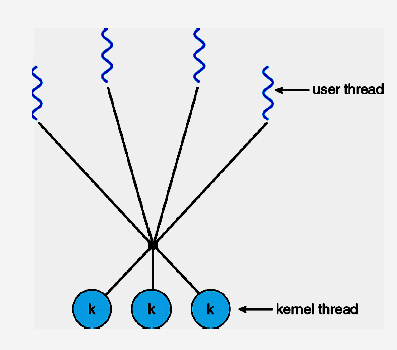 user thread
k k k
kernel thread